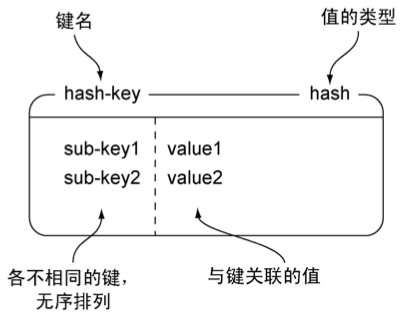 键名
值的类型
hash-key
hash
sub-key1 value1
sub-key2 value2
各不相同的键，
无序排列
与键关联的值